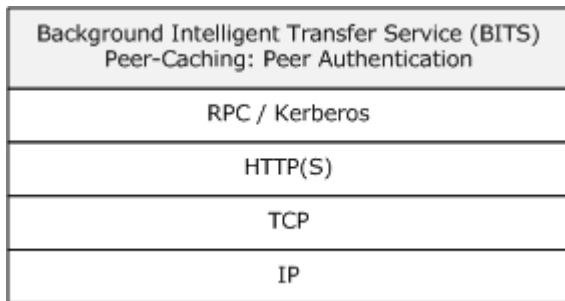 Background Intelligent Transfer Service (BITS)
Peer-Caching: Peer Authentication
RPC / Kerberos
HTTP(S)
TCP
IP